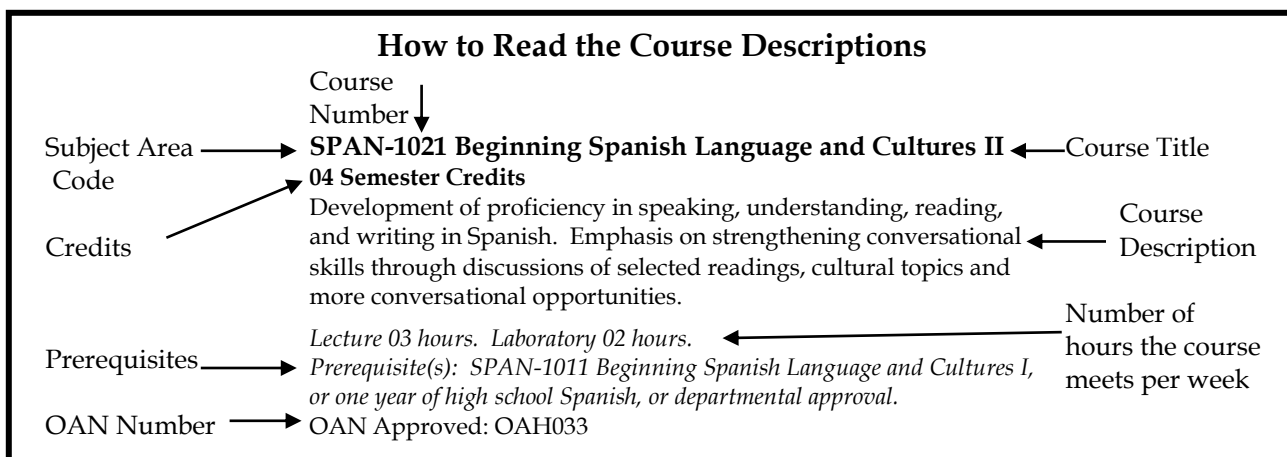 How to Read the Course Descriptions
Course
Number
Subject Area
Code
SPAN-1021 Beginning Spanish Language and Cultures II
Course Title
04 Semester Credits
Credits
Development of proficiency in speaking, understanding, reading,
and writing in Spanish. Emphasis on strengthening conversational
skills through discussions of selected readings, cultural topics and
more conversational opportunities.
Course
Description
Lecture 03 hours. Laboratory 02 hours.
Number of
hours the course
meets per week
Prerequisites
Prerequisite(s): SPAN-1011 Beginning Spanish Language and Cultures I,
or one year of high school Spanish, or departmental approval.
OAN Number
OAN Approved: OAH033